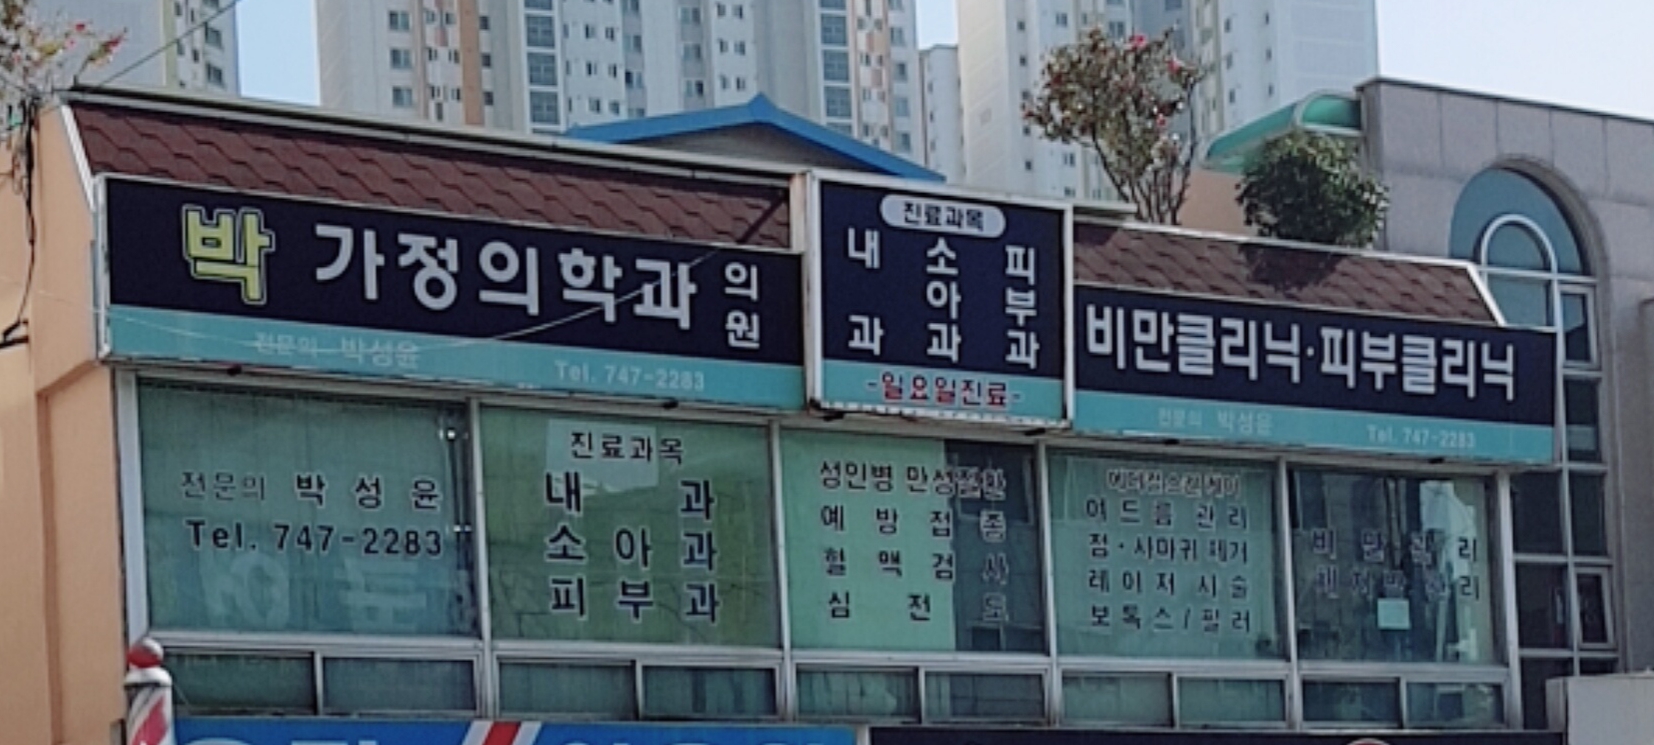 박 가정의학과 의원
전문의 박성윤 Tel. 747-2283
진료과목
내과 소아과 피부과
-일요일진료-
비만클리닉·피부클리닉
전문의 박성윤 Tel. 747-2283
전문의 박성윤
Tel. 747-2283
진료과목
내과
소아과
피부과
성인병 만성질환
예방접종
혈액검사
심전도
여드름 관리
점·사마귀 제거
레이저시술
보톡스/필러
비만관리